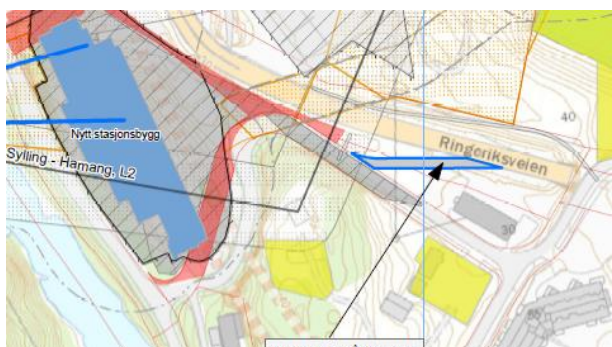 Nytt stasjonsbygg
Sylling - Hamang, L2
Ringeriksveien
40
30